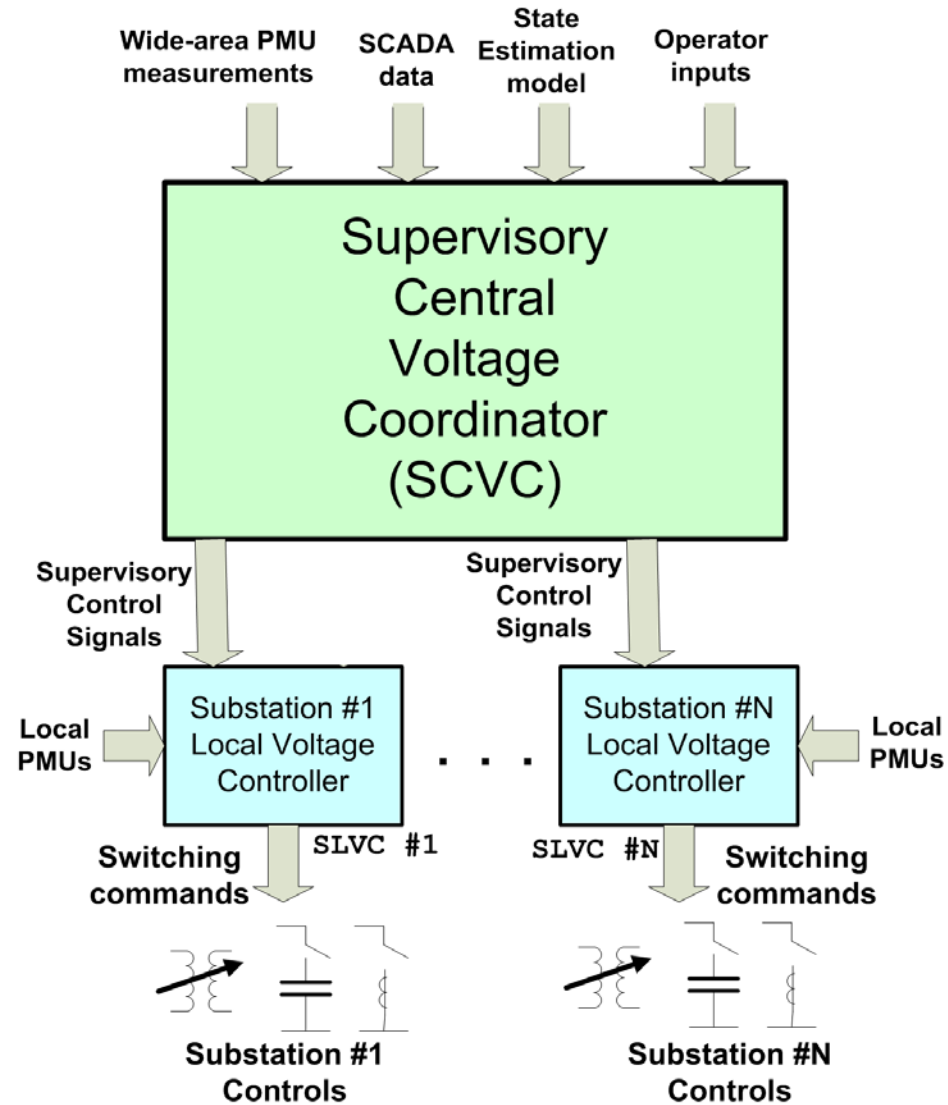 Wide-area PMU
measurements
SCADA
data
State
Estimation
model
Operator
inputs
Supervisory
Central
Voltage
Coordinator
(SCVC)
Supervisory
Control
Signals
Supervisory
Control
Signals
Local
PMUs
Substation #1
Local Voltage
Controller
. . .
Substation #N
Local Voltage
Controller
Local
PMUs
SLVC #1
SLVC #N
Switching
commands
Switching
commands
Substation #1
Controls
Substation #N
Controls